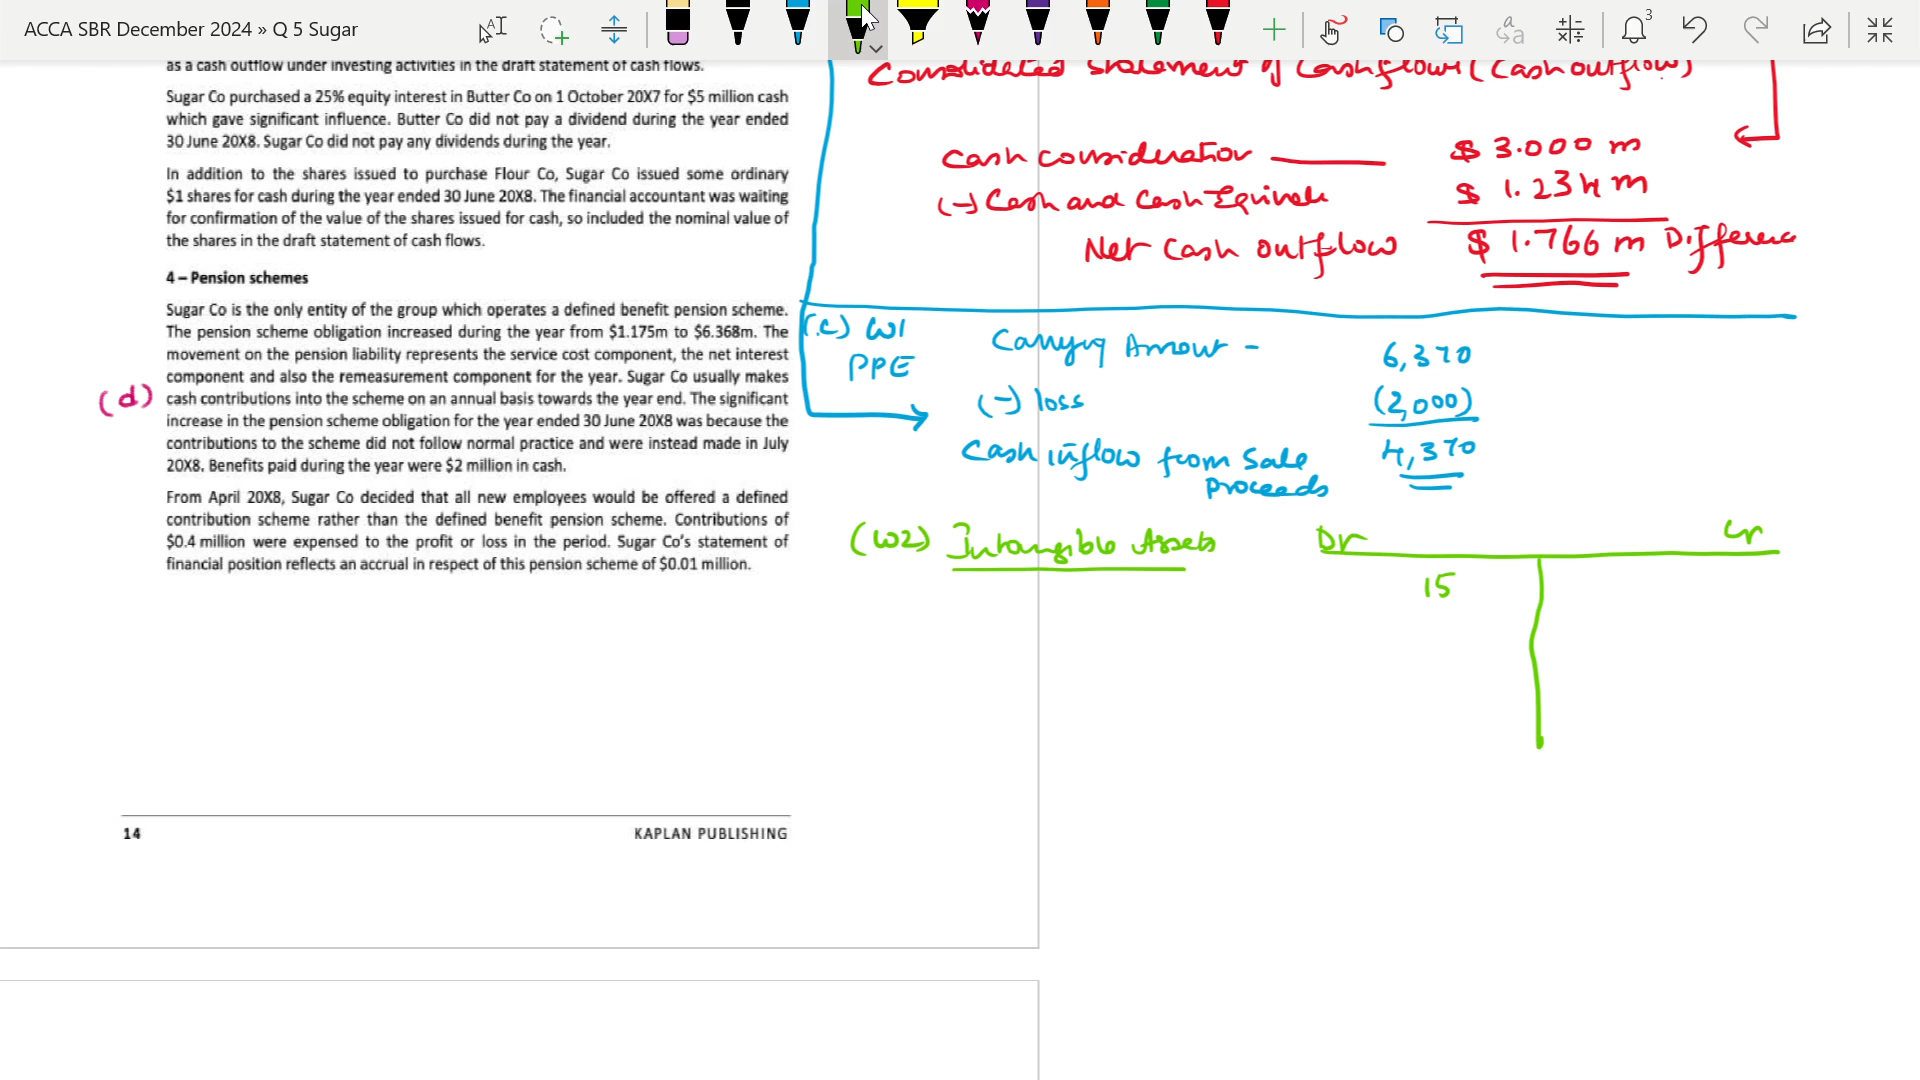 ACCA SBR December 2024 » Q 5 Sugar
3
as a cash outflow under investing activities in the draft statement of cash flows.
Sugar Co purchased a 25% equity interest in Butter Co on 1 October 20X7 for $5 million cash
which gave significant influence. Butter Co did not pay a dividend during the year ended
30 June 20X8. Sugar Co did not pay any dividends during the year.
In addition to the shares issued to purchase Flour Co, Sugar Co issued some ordinary
$1 shares for cash during the year ended 30 June 20X8. The financial accountant was waiting
for confirmation of the value of the shares issued for cash, so included the nominal value of
the shares in the draft statement of cash flows.
4 – Pension schemes
Sugar Co is the only entity of the group which operates a defined benefit pension scheme.
The pension scheme obligation increased during the year from $1.175m to $6.368m. The
movement on the pension liability represents the service cost component, the net interest
component and also the remeasurement component for the year. Sugar Co usually makes
(d) cash contributions into the scheme on an annual basis towards the year end. The significant
increase in the pension scheme obligation for the year ended 30 June 20X8 was because the
contributions to the scheme did not follow normal practice and were instead made in July
20X8. Benefits paid during the year were $2 million in cash.
From April 20X8, Sugar Co decided that all new employees would be offered a defined
contribution scheme rather than the defined benefit pension scheme. Contributions of
$0.4 million were expensed to the profit or loss in the period. Sugar Co's statement of
financial position reflects an accrual in respect of this pension scheme of $0.01 million.
14 KAPLAN PUBLISHING
Consolidated Statement of Cashflows (Cash outflow)
Cash consideration $ 3.000 m
(-) Cash and Cash Equivale $ 1.234 m
Net Cash outflow $ 1.766 m Differenc
(c) W1 Carrying Amount - 6,370
PPE
(-) loss (2,000)
Cash inflow from Sale 4,370
Proceeds
(W2) Intangible Assets Dr Cr
15